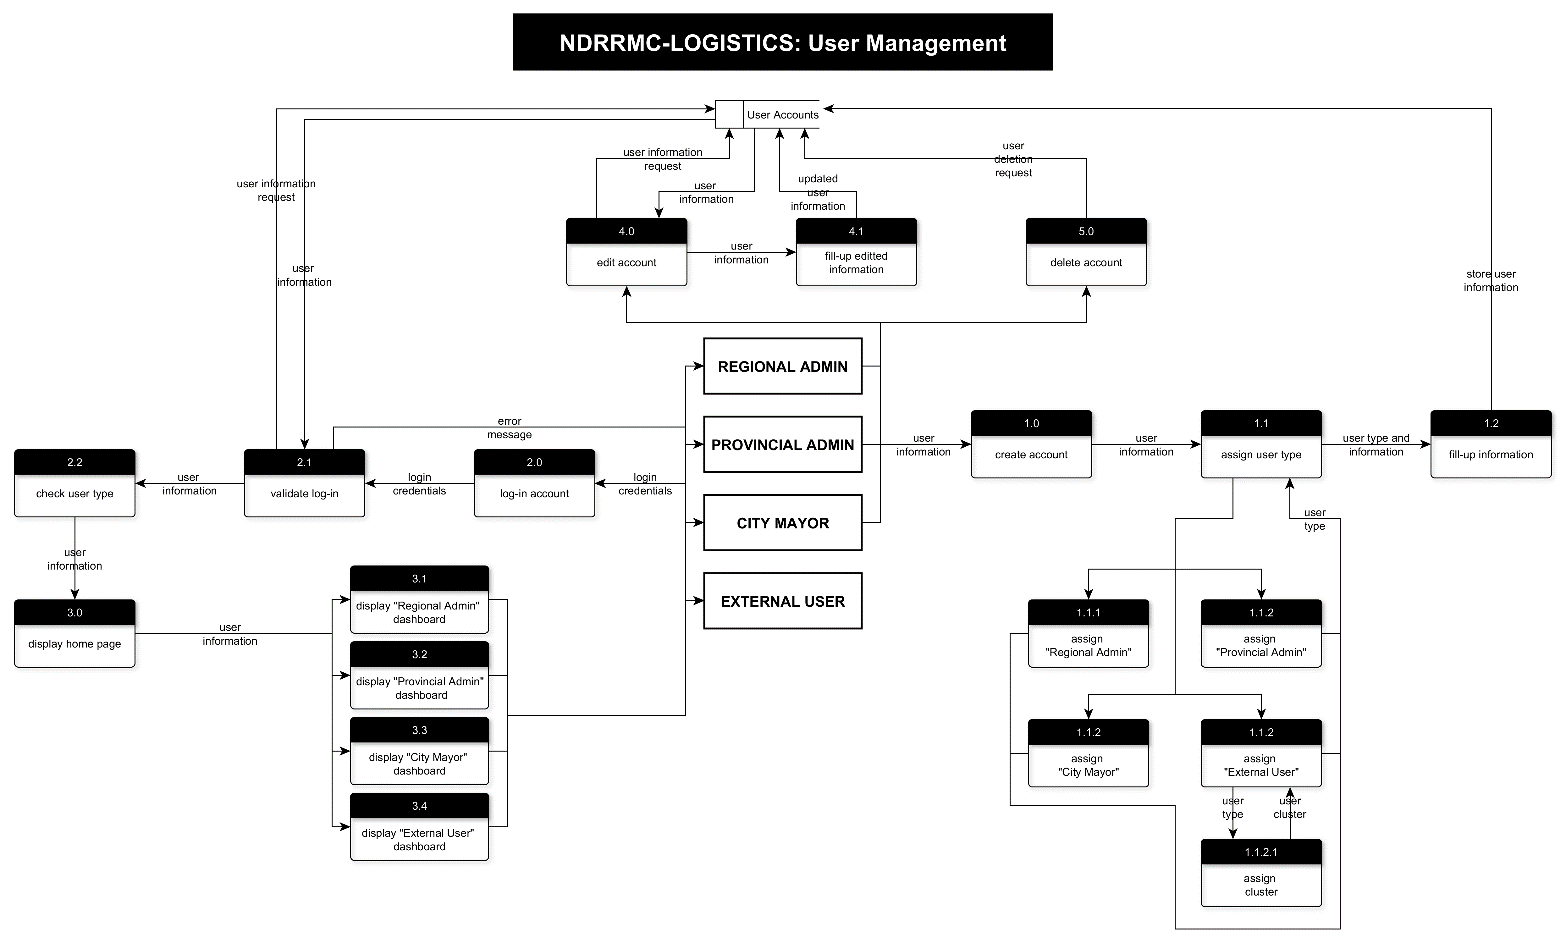 NDRRMC-LOGISTICS: User Management
User Accounts
user information
request
user
information
updated
user
information
user
deletion
request
user information
request
user
information
4.0
edit account
user
information
4.1
fill-up editted
information
5.0
delete account
store user
information
REGIONAL ADMIN
PROVINCIAL ADMIN
CITY MAYOR
EXTERNAL USER
error
message
2.2
check user type
user
information
2.1
validate log-in
login
credentials
2.0
log-in account
login
credentials
user
information
1.0
create account
user
information
1.1
assign user type
user type and
information
1.2
fill-up information
user
information
3.0
display home page
user
information
3.1
display "Regional Admin"
dashboard
3.2
display "Provincial Admin"
dashboard
3.3
display "City Mayor"
dashboard
3.4
display "External User"
dashboard
user
type
1.1.1
assign
"Regional Admin"
1.1.2
assign
"Provincial Admin"
1.1.2
assign
"City Mayor"
1.1.2
assign
"External User"
user
type
user
cluster
1.1.2.1
assign
cluster